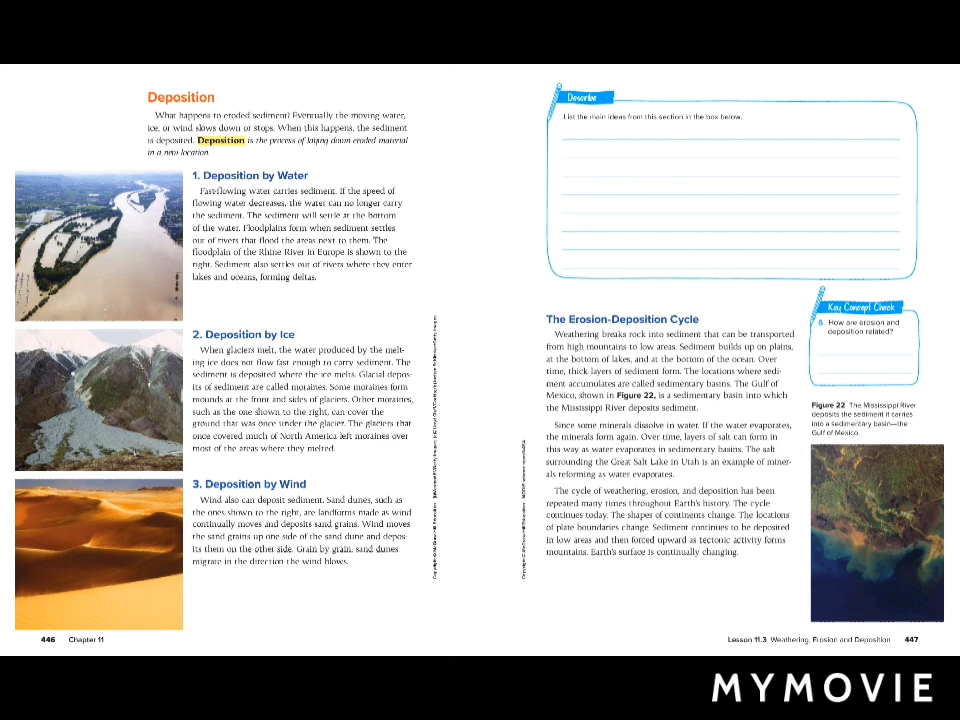 Deposition
What happens to eroded sediment? Eventually the moving water,
ice, or wind slows down or stops. When this happens, the sediment
is deposited. Deposition is the process of laying down eroded material
in a new location.
1. Deposition by Water
Fast-flowing water carries sediment. If the speed of
flowing water decreases, the water can no longer carry
the sediment. The sediment will settle at the bottom
of the water. Floodplains form when sediment settles
out of rivers that flood the areas next to them. The
floodplain of the Rhine River in Europe is shown to the
right. Sediment also settles out of rivers where they enter
lakes and oceans, forming deltas.
2. Deposition by Ice
When glaciers melt, the water produced by the melt-
ing ice does not flow fast enough to carry sediment. The
sediment is deposited where the ice melts. Glacial depos-
its of sediment are called moraines. Some moraines form
mounds at the front and sides of glaciers. Other moraines,
such as the one shown to the right, can cover the
ground that was once under the glacier. The glaciers that
once covered much of North America left moraines over
most of the areas where they melted.
3. Deposition by Wind
Wind also can deposit sediment. Sand dunes, such as
the ones shown to the right, are landforms made as wind
continually moves and deposits sand grains. Wind moves
the sand grains up one side of the sand dune and depos-
its them on the other side. Grain by grain, sand dunes
migrate in the direction the wind blows.
446 Chapter 11
Describe
List the main ideas from this section in the box below.
The Erosion-Deposition Cycle
Weathering breaks rock into sediment that can be transported
from high mountains to low areas. Sediment builds up on plains,
at the bottom of lakes, and at the bottom of the ocean. Over
time, thick layers of sediment form. The locations where sedi-
ment accumulates are called sedimentary basins. The Gulf of
Mexico, shown in Figure 22, is a sedimentary basin into which
the Mississippi River deposits sediment.
Since some minerals dissolve in water. If the water evaporates,
the minerals form again. Over time, layers of salt can form in
this way as water evaporates in sedimentary basins. The salt
surrounding the Great Salt Lake in Utah is an example of miner-
als reforming as water evaporates.
The cycle of weathering, erosion, and deposition has been
repeated many times throughout Earth's history. The cycle
continues today. The shapes of continents change. The locations
of plate boundaries change. Sediment continues to be deposited
in low areas and then forced upward as tectonic activity forms
mountains. Earth's surface is continually changing.
Key Concept Check
How are erosion and
deposition related?
Figure 22 The Mississippi River
deposits the sediment it carries
into a sedimentary basin—the
Gulf of Mexico.
Lesson 11.3 Weathering, Erosion and Deposition 447
MYMOVIE